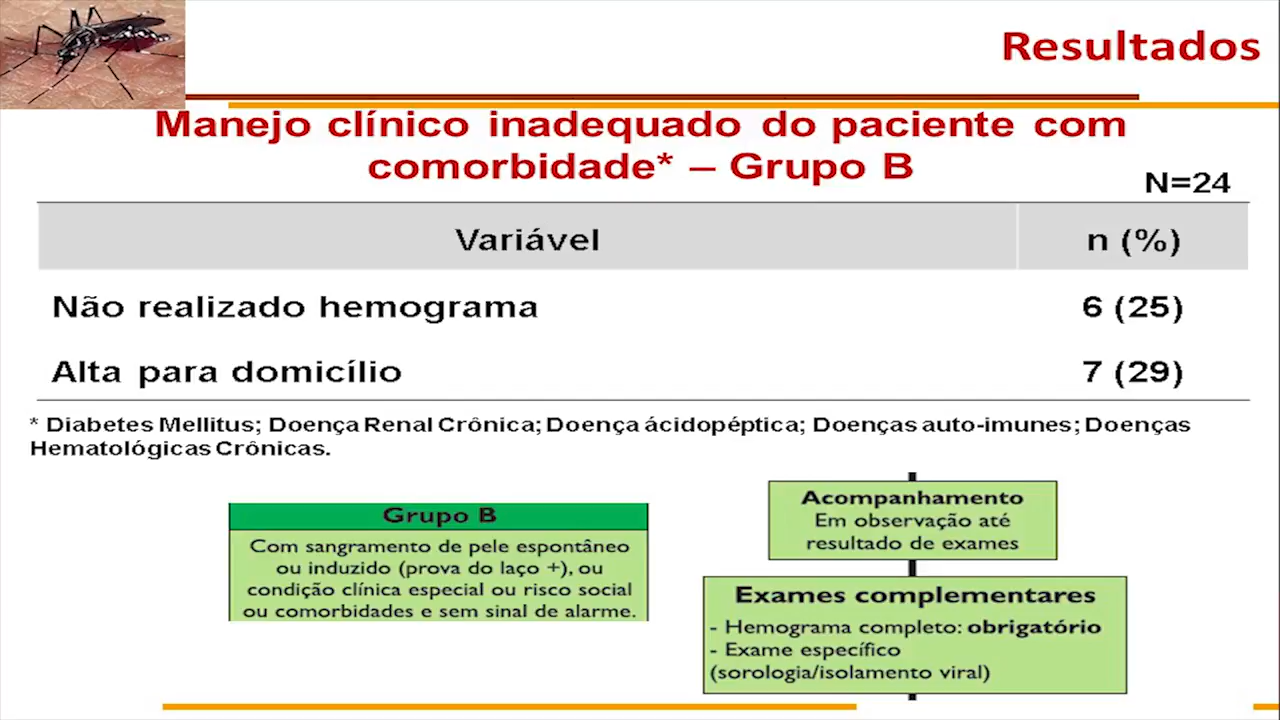 Resultados
Manejo clínico inadequado do paciente com
comorbidade* – Grupo B
N=24
Variável n (%)
Não realizado hemograma 6 (25)
Alta para domicílio 7 (29)
* Diabetes Mellitus; Doença Renal Crônica; Doença ácidopéptica; Doenças auto-imunes; Doenças
Hematológicas Crônicas.
Grupo B
Com sangramento de pele espontâneo
ou induzido (prova do laço +), ou
condição clínica especial ou risco social
ou comorbidades e sem sinal de alarme.
Acompanhamento
Em observação até
resultado de exames
Exames complementares
- Hemograma completo: obrigatório
- Exame específico
(sorologia/isolamento viral)